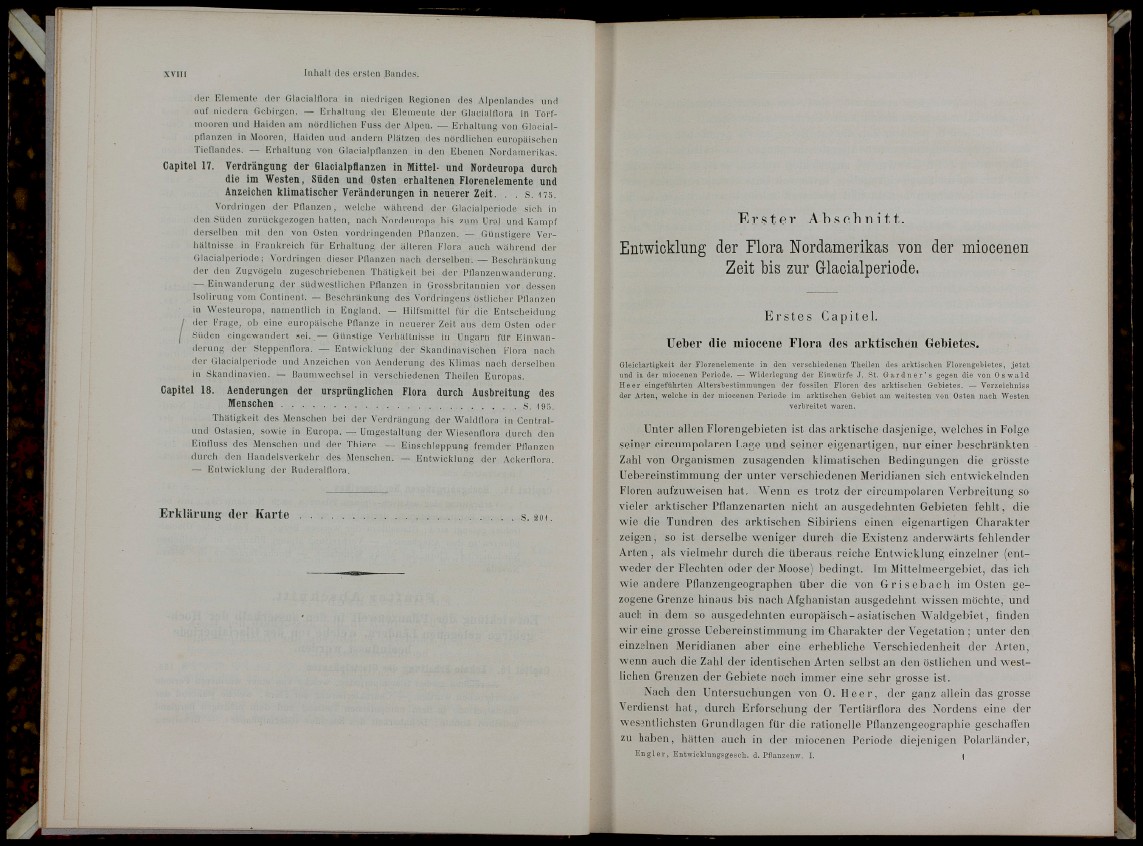 XVIII Inhalt des ersten Bandes.
der Elemente der Glacialflora in niedrigen Regionen des Alpenlandes und
auf niedern Gebirgen. — Erhaltung der Elemente der Glacialflora in Torf-
mooren und Haiden am nördlichen Fuss der Alpen. — Erhaltung von Glacial-
pflanzen in Mooren, Haiden und andern Plätzen des nördlichen europäischen
Tieflandes. — Erhaltung von Glacialpflanzen in den Ebenen Nordamerikas.
Capitel 17. Verdrängung der Glacialpflanzen in Mittel- und Nordeuropa durch
die im Westen, Süden und Osten erhaltenen Florenelemente und
Anzeichen klimatischer Veränderungen in neuerer Zeit. . . S. 175.
Vordringen der Pflanzen, welche während der Glacialperiode sich in
den Süden zurückgezogen hatten, nach Nordeuropa bis zum Ural und Kampf
derselben mit den von Osten vordringenden Pflanzen. — Günstigere Ver-
hältnisse in Frankreich für Erhaltung der älteren Flora auch während der
Glacialperiode; Vordringen dieser Pflanzen nach derselben. — Beschränkung
der den Zugvögeln zugeschriebenen Thätigkeit bei der Pflanzenwanderung.
— Einwanderung der südwestlichen Pflanzen in Grossbritannien vor dessen
Isolirung vom Continent. — Beschränkung des Vordringens östlicher Pflanzen
in Westeuropa, namentlich in England. — Hilfsmittel für die Entscheidung
der Frage, ob eine europäische Pflanze in neuerer Zeit aus dem Osten oder
Süden eingewandert sei. — Günstige Verhältnisse in Ungarn für Einwan-
derung der Steppenflora. — Entwicklung der Skandinavischen Flora nach
der Glacialperiode und Anzeichen von Aenderung des Klimas nach derselben
in Skandinavien. — Baumwechsel in verschiedenen Theilen Europas.
Capitel 18. Aenderungen der ursprünglichen Flora durch Ausbreitung des
Menschen . . . . . . . . . . . . . . . . . . . . . . S. 195.
Thätigkeit des Menschen bei der Verdrängung der Waldflora in Central-
und Ostasien, sowie in Europa. — Umgestaltung der Wiesenflora durch den
Einfluss des Menschen und der Thiere — Einschleppung fremder Pflanzen
durch den Handelsverkehr des Menschen. — Entwicklung der Ackerflora.
— Entwicklung der Ruderalflora.
Erklärung der Karte . . . . . . . . . . . . . . . . . . . . . S. 201.
Erster Abschnitt.
Entwicklung der Flora Nordamerikas von der miocenen
Zeit bis zur Glacialperiode.
Erstes Capitel.
Ueber die miocene Flora des arktischen Gebietes.
Gleichartigkeit der Florenelemente in den verschiedenen Theilen des arktischen Florengebietes, jetzt
und in der miocenen Periode. — Widerlegung der Einwürfe J. St. Gardner's gegen die von Oswald
Heer eingeführten Altersbestimmungen der fossilen Floren des arktischen Gebietes. — Verzeichniss
der Arten, welche in der miocenen Periode im arktischen Gebiet am weitesten von Osten nach Westen
verbreitet waren.
Unter allen Florengebieten ist das arktische dasjenige, welches in Folge
seiner circumpolaren Lage und seiner eigenartigen, nur einer beschränkten
Zahl von Organismen zusagenden klimatischen Bedingungen die grösste
Uebereinstimmung der unter verschiedenen Meridianen sich entwickelnden
Floren aufzuweisen hat. Wenn es trotz der circumpolaren Verbreitung so
vieler arktischer Pflanzenarten nicht an ausgedehnten Gebieten fehlt, die
wie die Tundren des arktischen Sibiriens einen eigenartigen Charakter
zeigen, so ist derselbe weniger durch die Existenz anderwärts fehlender
Arten, als vielmehr durch die überaus reiche Entwicklung einzelner (ent-
weder der Flechten oder der Moose) bedingt. Im Mittelmeergebiet, das ich
wie andere Pflanzengeographen über die von Grisebach im Osten ge-
zogene Grenze hinaus bis nach Afghanistan ausgedehnt wissen möchte, und
auch in dem so ausgedehnten europäisch-asiatischen Waldgebiet, finden
wir eine grosse Uebereinstimmung im Charakter der Vegetation; unter den
einzelnen Meridianen aber eine erhebliche Verschiedenheit der Arten,
wenn auch die Zahl der identischen Arten selbst an den östlichen und west-
lichen Grenzen der Gebiete noch immer eine sehr grosse ist.
Nach den Untersuchungen von O. Heer, der ganz allein das grosse
Verdienst hat, durch Erforschung der Tertiärflora des Nordens eine der
wesentlichsten Grundlagen für die rationelle Pflanzengeographie geschaffen
zu haben, hätten auch in der miocenen Periode diejenigen Polarländer,
Engler, Entwicklungsgesch. d. Pflanzenw. I. 1